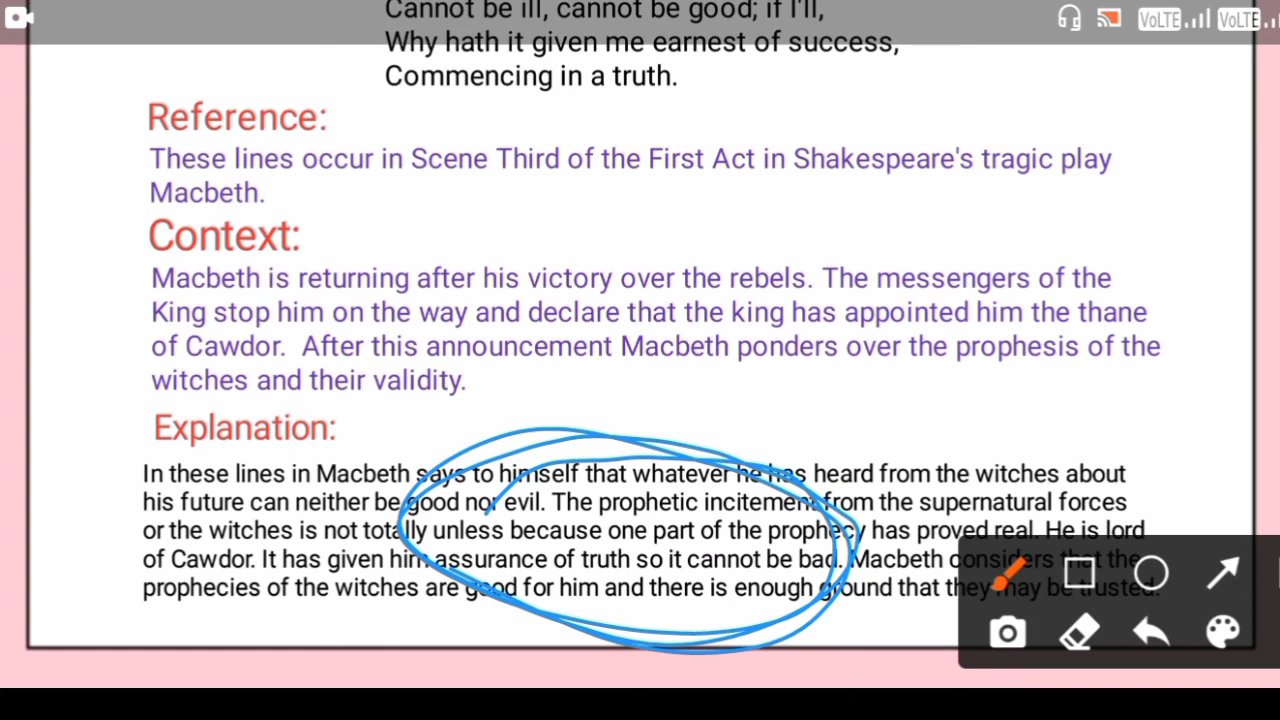 Cannot be ill, cannot be good; if I'll,
VoLTE VoLTE
Why hath it given me earnest of success,
Commencing in a truth.
Reference:
These lines occur in Scene Third of the First Act in Shakespeare's tragic play
Macbeth.
Context:
Macbeth is returning after his victory over the rebels. The messengers of the
King stop him on the way and declare that the king has appointed him the thane
of Cawdor. After this announcement Macbeth ponders over the prophesis of the
witches and their validity.
Explanation:
In these lines in Macbeth says to himself that whatever he has heard from the witches about
his future can neither be good nor evil. The prophetic incitement from the supernatural forces
or the witches is not totally unless because one part of the prophecy has proved real. He is lord
of Cawdor. It has given him assurance of truth so it cannot be bad. Macbeth considers that the
prophecies of the witches are good for him and there is enough ground that they may be trusted.